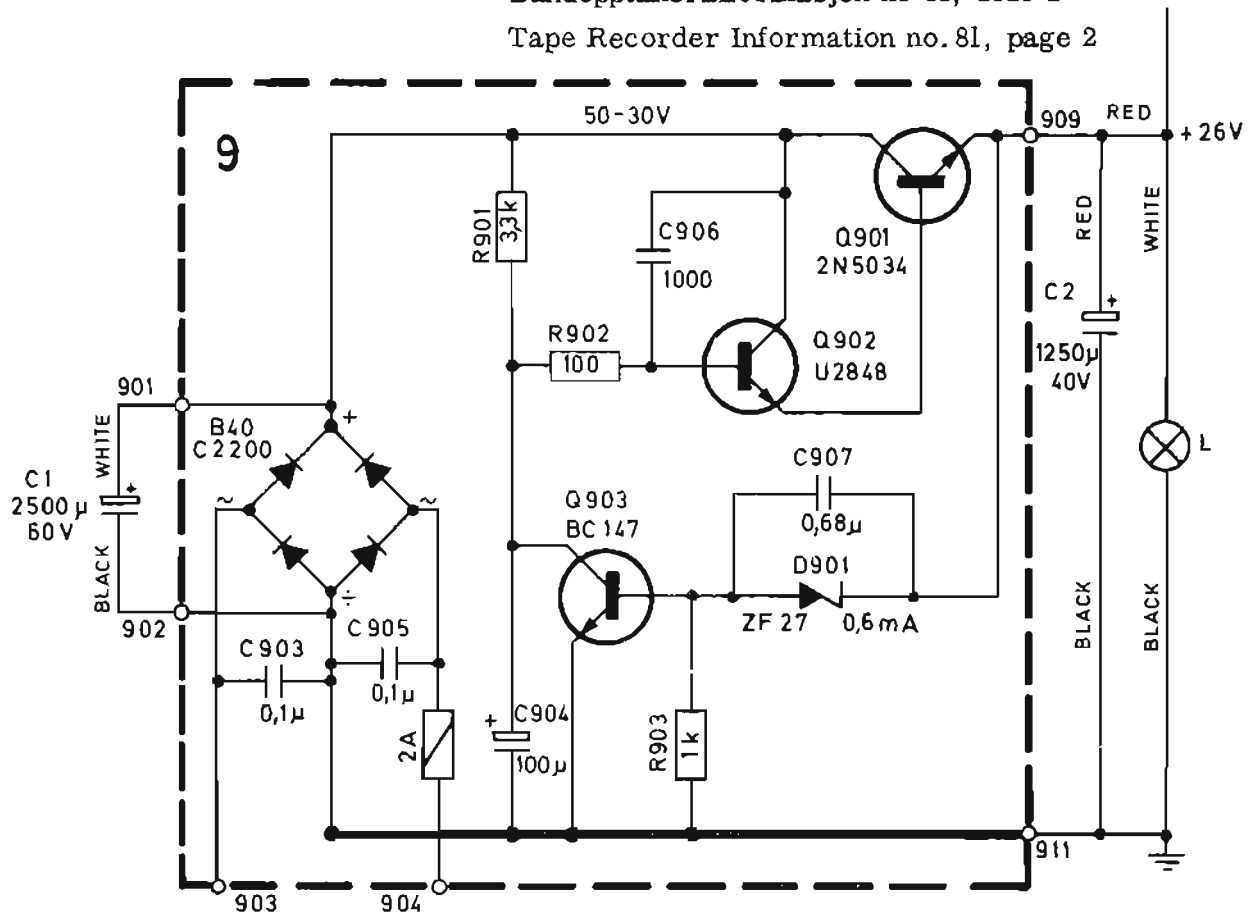 Tape Recorder Information no. 81, page 2
9
50-30V
909
RED
+ 26V
R901
3,3k
C906
1000
Q901
2N5034
RED
WHITE
C2
+
1250µ
40V
R902
100
Q902
U2848
901
WHITE
B40
C2200
+
C1
2500 µ
60V
+
~
~
BLACK
÷
902
L
C907
0,68µ
Q903
BC 147
D901
ZF 27
0,6mA
BLACK
BLACK
C903
0,1µ
C905
0,1µ
2A
+
C904
100µ
R903
1k
911
903
904